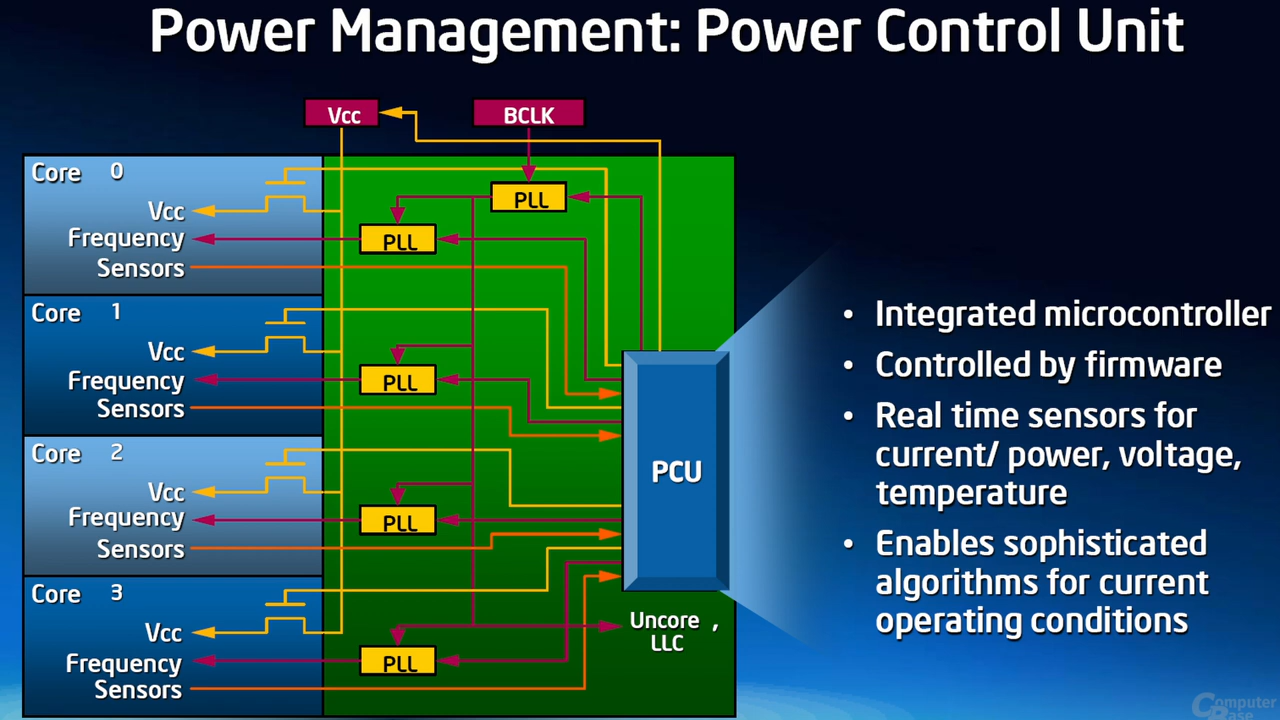 Power Management: Power Control Unit
Vcc
BCLK
Core 0
Vcc
Frequency
Sensors
PLL
PLL
Core 1
Vcc
Frequency
Sensors
PLL
Core 2
Vcc
Frequency
Sensors
PLL
Core 3
Vcc
Frequency
Sensors
PLL
PCU
Uncore ,
LLC
• Integrated microcontroller
• Controlled by firmware
• Real time sensors for
current/ power, voltage,
temperature
• Enables sophisticated
algorithms for current
operating conditions
Computer
Base